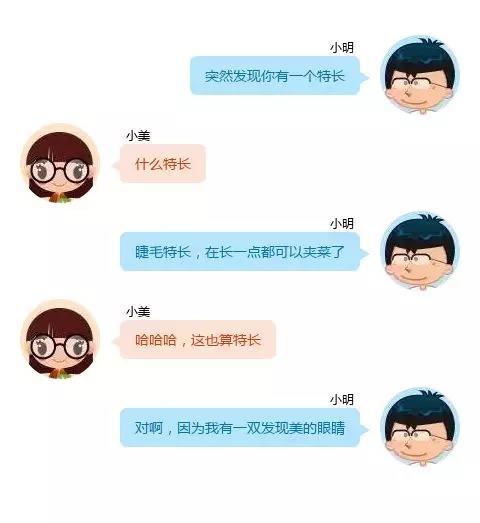 小明
突然发现你有一个特长
小美
什么特长
小明
睫毛特长，在长一点都可以夹菜了
小美
哈哈哈，这也算特长
小明
对啊，因为我有一双发现美的眼睛